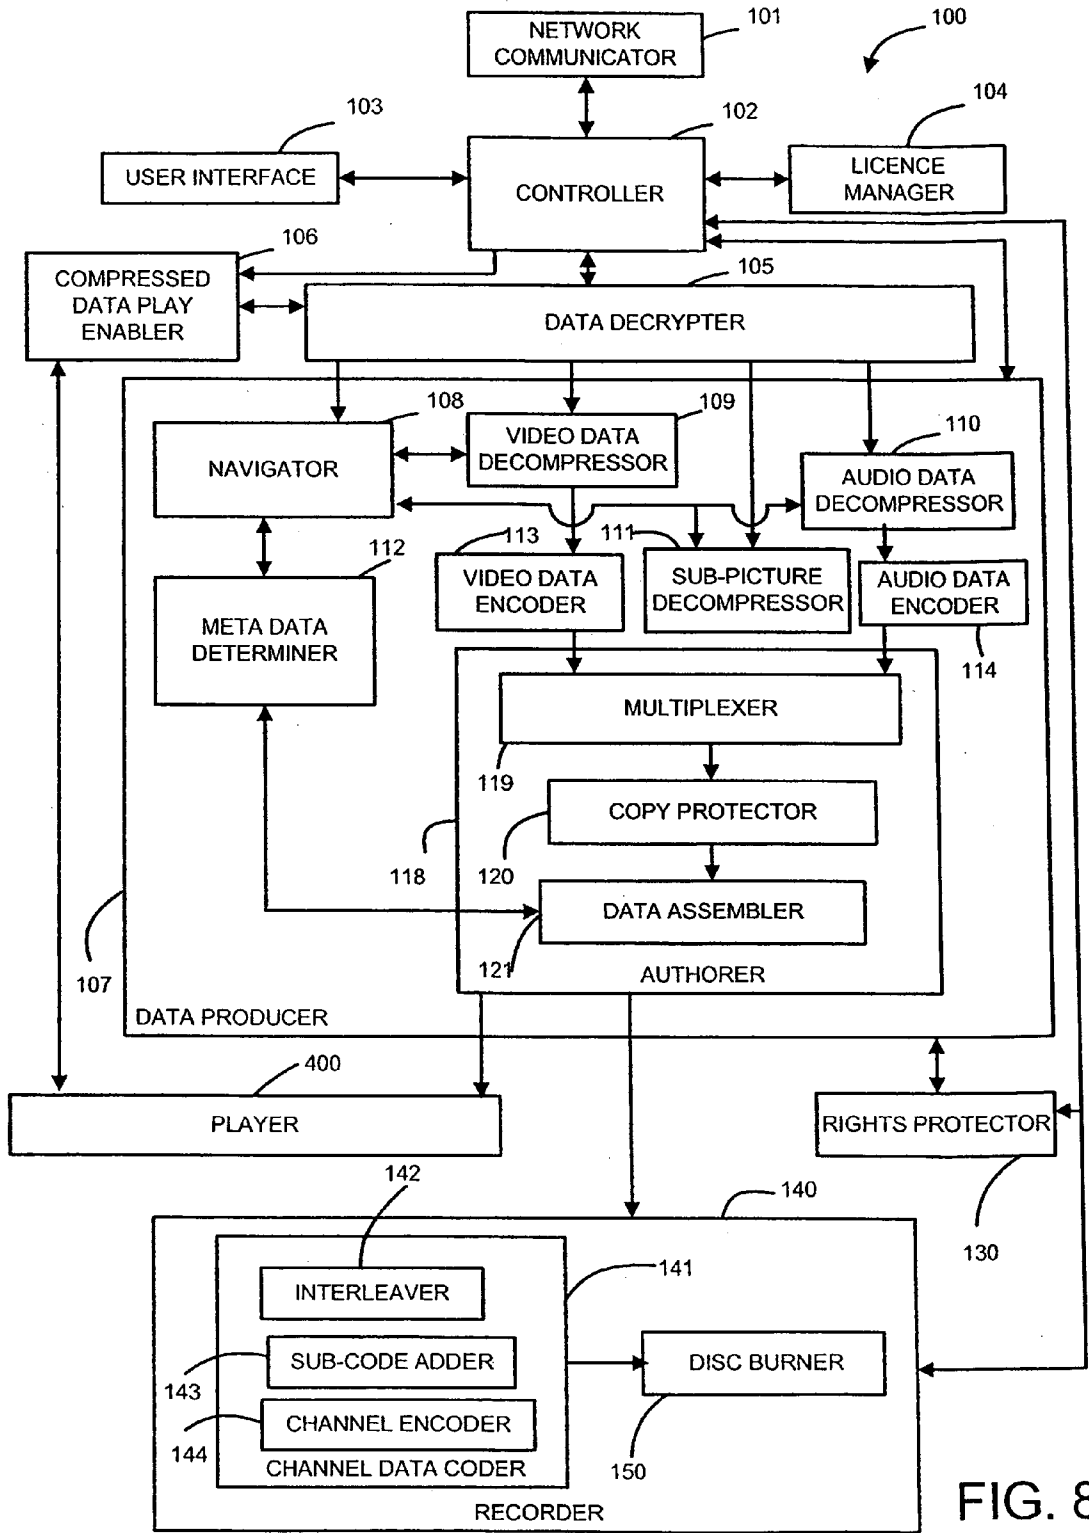 NETWORK
COMMUNICATOR
101
100
103
102
104
USER INTERFACE
CONTROLLER
LICENCE
MANAGER
106
COMPRESSED
DATA PLAY
ENABLER
105
DATA DECRYPTER
108
109
110
NAVIGATOR
VIDEO DATA
DECOMPRESSOR
AUDIO DATA
DECOMPRESSOR
112
113
111
META DATA
DETERMINER
VIDEO DATA
ENCODER
SUB-PICTURE
DECOMPRESSOR
AUDIO DATA
ENCODER
114
MULTIPLEXER
119
COPY PROTECTOR
118
120
DATA ASSEMBLER
121
AUTHORER
107
DATA PRODUCER
400
PLAYER
RIGHTS PROTECTOR
130
142
140
141
INTERLEAVER
SUB-CODE ADDER
143
DISC BURNER
CHANNEL ENCODER
144
150
CHANNEL DATA CODER
RECORDER
FIG. 8